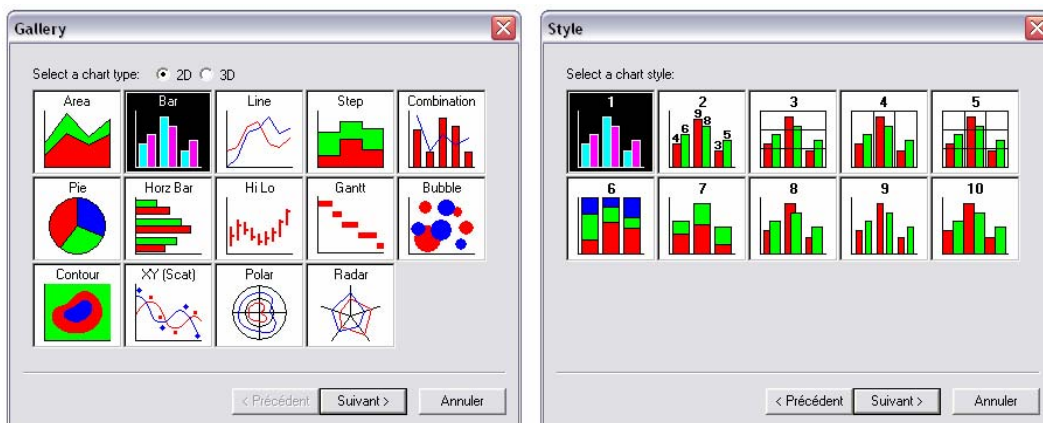 Gallery
Select a chart type: 2D 3D
Area Bar Line Step Combination
Pie Horz Bar Hi Lo Gantt Bubble
Contour XY (Scat) Polar Radar
< Précédent Suivant > Annuler
Style
Select a chart style:
1 2 3 4 5
4 6 9 8 3 5
6 7 8 9 10
< Précédent Suivant > Annuler